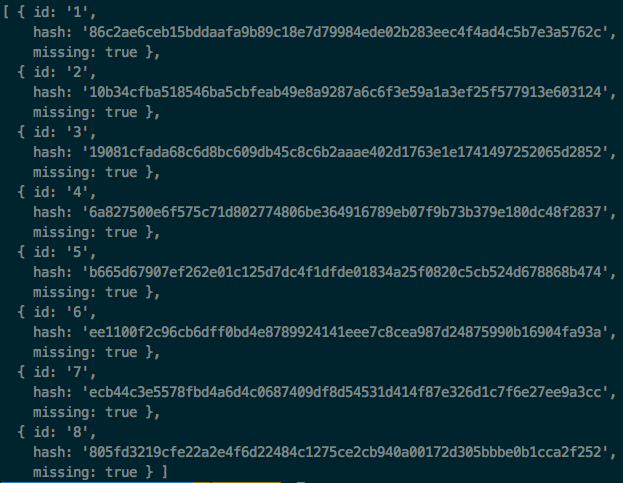 [ { id: '1',
hash: '86c2ae6ceb15bddaafa9b89c18e7d79984ede02b283eec4f4ad4c5b7e3a5762c',
missing: true },
{ id: '2',
hash: '10b34cfba518546ba5cbfeab49e8a9287a6c6f3e59a1a3ef25f577913e603124',
missing: true },
{ id: '3',
hash: '19081cfada68c6d8bc609db45c8c6b2aaae402d1763e1e1741497252065d2852',
missing: true },
{ id: '4',
hash: '6a827500e6f575c71d802774806be364916789eb07f9b73b379e180dc48f2837',
missing: true },
{ id: '5',
hash: 'b665d67907ef262e01c125d7dc4f1dfde01834a25f0820c5cb524d678868b474',
missing: true },
{ id: '6',
hash: 'ee1100f2c96cb6dff0bd4e8789924141eee7c8cea987d24875990b16904fa93a',
missing: true },
{ id: '7',
hash: 'ecb44c3e5578fbd4a6d4c0687409df8d54531d414f87e326d1c7f6e27ee9a3cc',
missing: true },
{ id: '8',
hash: '805fd3219cfe22a2e4f6d22484c1275ce2cb940a00172d305bbbe0b1cca2f252',
missing: true } ]